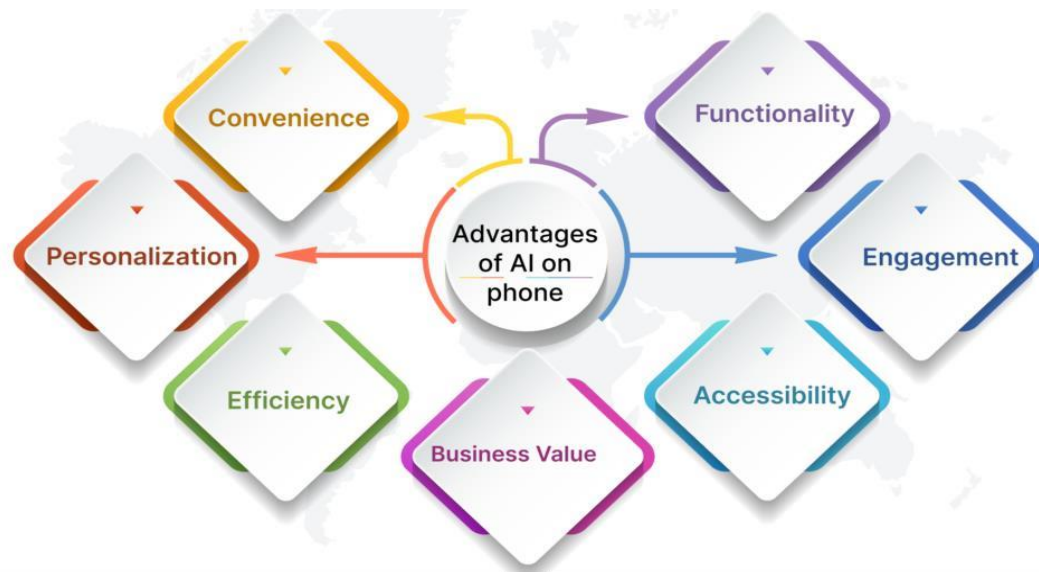 Convenience
Functionality
Personalization
Advantages
of AI on
phone
Engagement
Efficiency
Accessibility
Business Value